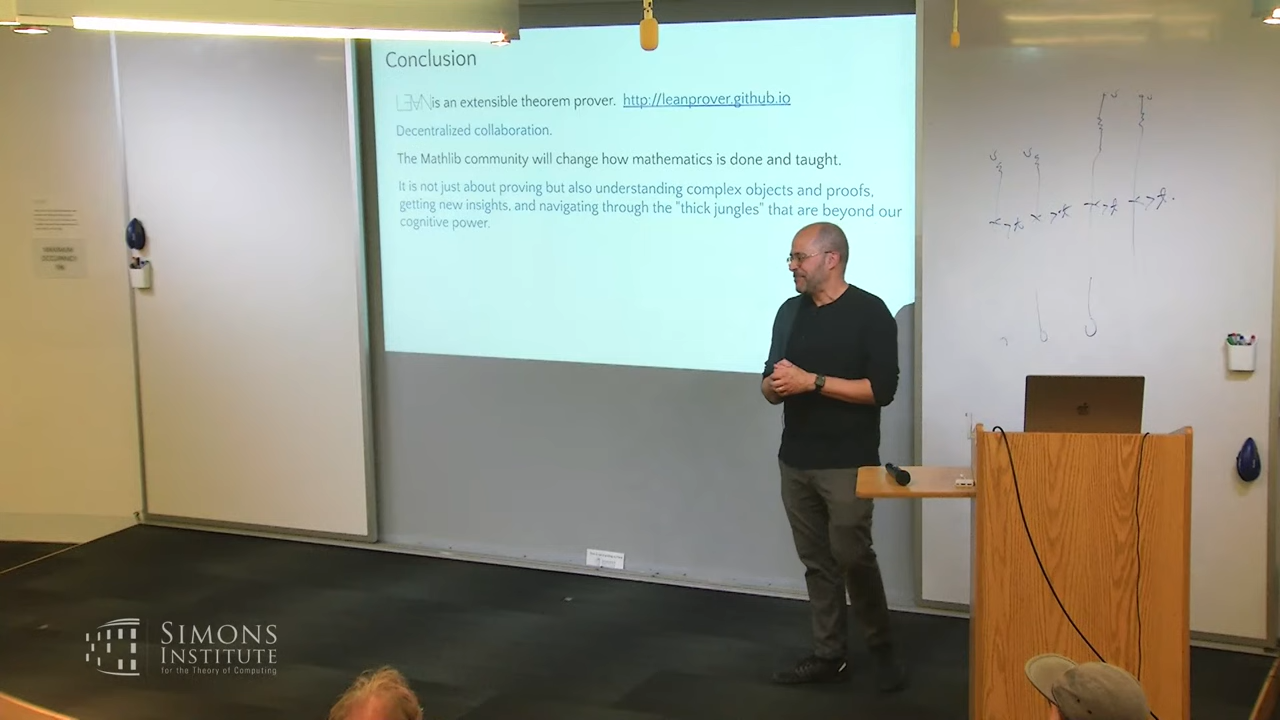 Conclusion
LE∀N is an extensible theorem prover. http://leanprover.github.io
Decentralized collaboration.
The Mathlib community will change how mathematics is done and taught.
It is not just about proving but also understanding complex objects and proofs,
getting new insights, and navigating through the "thick jungles" that are beyond our
cognitive power.
MAXIMUM
OCCUPANCY
SIMONS
INSTITUTE
for the Theory of Computing